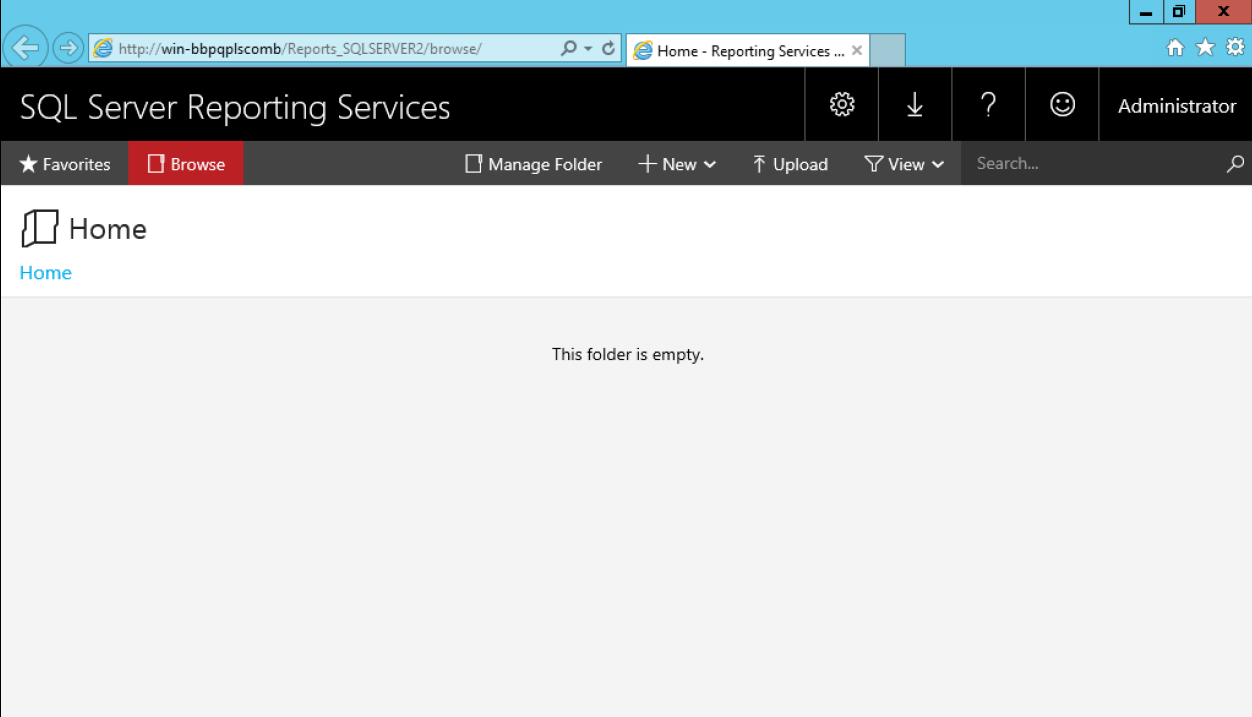 http://win-bbpqplscomb/Reports_SQLSERVER2/browse/
Home - Reporting Services ...
SQL Server Reporting Services
Administrator
Favorites
Browse
Manage Folder
New
Upload
View
Search...
Home
Home
This folder is empty.